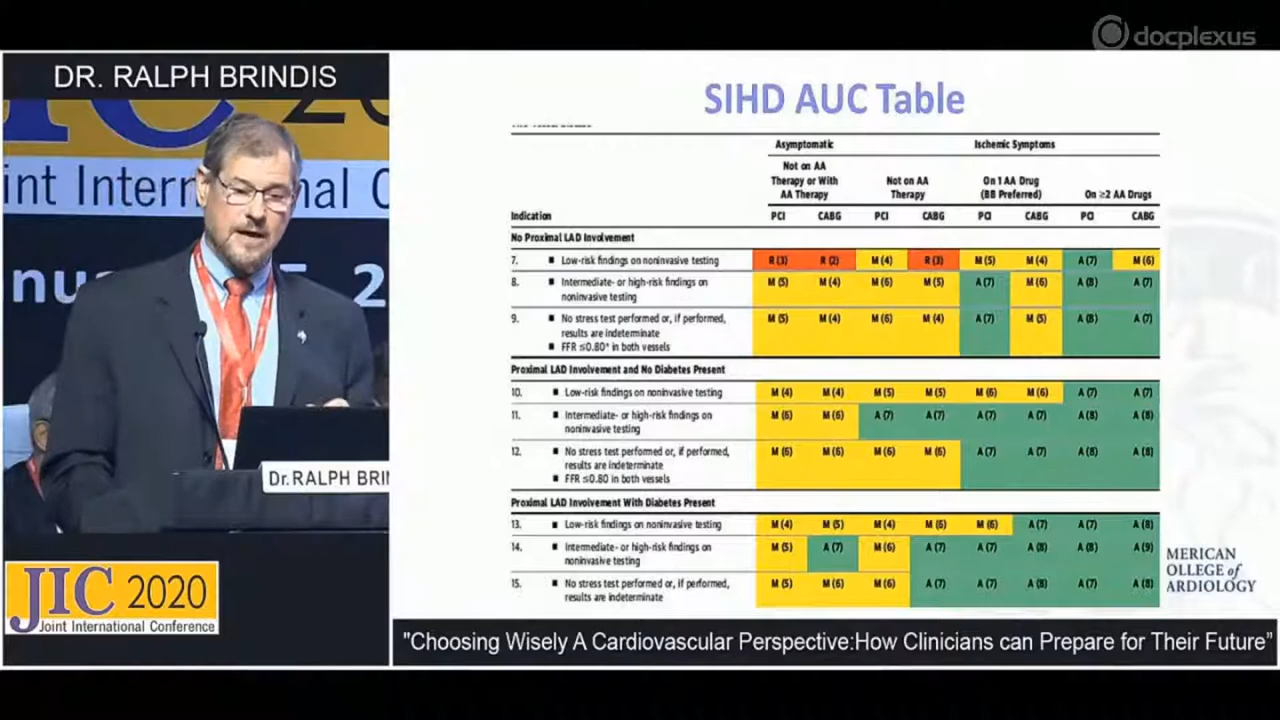 docplexus
DR. RALPH BRINDIS
int International C
Dr.RALPH BRIN
JIC 2020
Joint International Conference
SIHD AUC Table
Asymptomatic Ischemic Symptoms
Not on AA
Therapy or With
AA Therapy
Not on AA
Therapy
On 1 AA Drug
(BB Preferred)
On ≥2 AA Drugs
Indication PCI CABG PCI CABG PCI CABG PCI CABG
No Proximal LAD Involvement
7. ■ Low-risk findings on noninvasive testing R (3) R (2) M (4) R (3) M (5) M (4) A (7) M (6)
8. ■ Intermediate- or high-risk findings on M (5) M (4) M (6) M (5) A (7) M (6) A (8) A (7)
noninvasive testing
9. ■ No stress test performed or, if performed, M (5) M (4) M (6) M (4) A (7) M (5) A (8) A (7)
results are indeterminate
■ FFR ≤0.80* in both vessels
Proximal LAD Involvement and No Diabetes Present
10. ■ Low-risk findings on noninvasive testing M (4) M (4) M (5) M (5) M (6) M (6) A (7) A (7)
11. ■ Intermediate- or high-risk findings on M (6) M (6) A (7) A (7) A (7) A (7) A (8) A (8)
noninvasive testing
12. ■ No stress test performed or, if performed, M (6) M (6) M (6) M (6) A (7) A (7) A (8) A (8)
results are indeterminate
■ FFR ≤0.80 in both vessels
Proximal LAD Involvement With Diabetes Present
13. ■ Low-risk findings on noninvasive testing M (4) M (5) M (4) M (6) M (6) A (7) A (7) A (8)
14. ■ Intermediate- or high-risk findings on M (5) A (7) M (6) A (7) A (7) A (8) A (8) A (9)
noninvasive testing
15. ■ No stress test performed or, if performed, M (5) M (6) M (6) A (7) A (7) A (8) A (7) A (8)
results are indeterminate
MERICAN
COLLEGE of
ARDIOLOGY
"Choosing Wisely A Cardiovascular Perspective:How Clinicians can Prepare for Their Future"